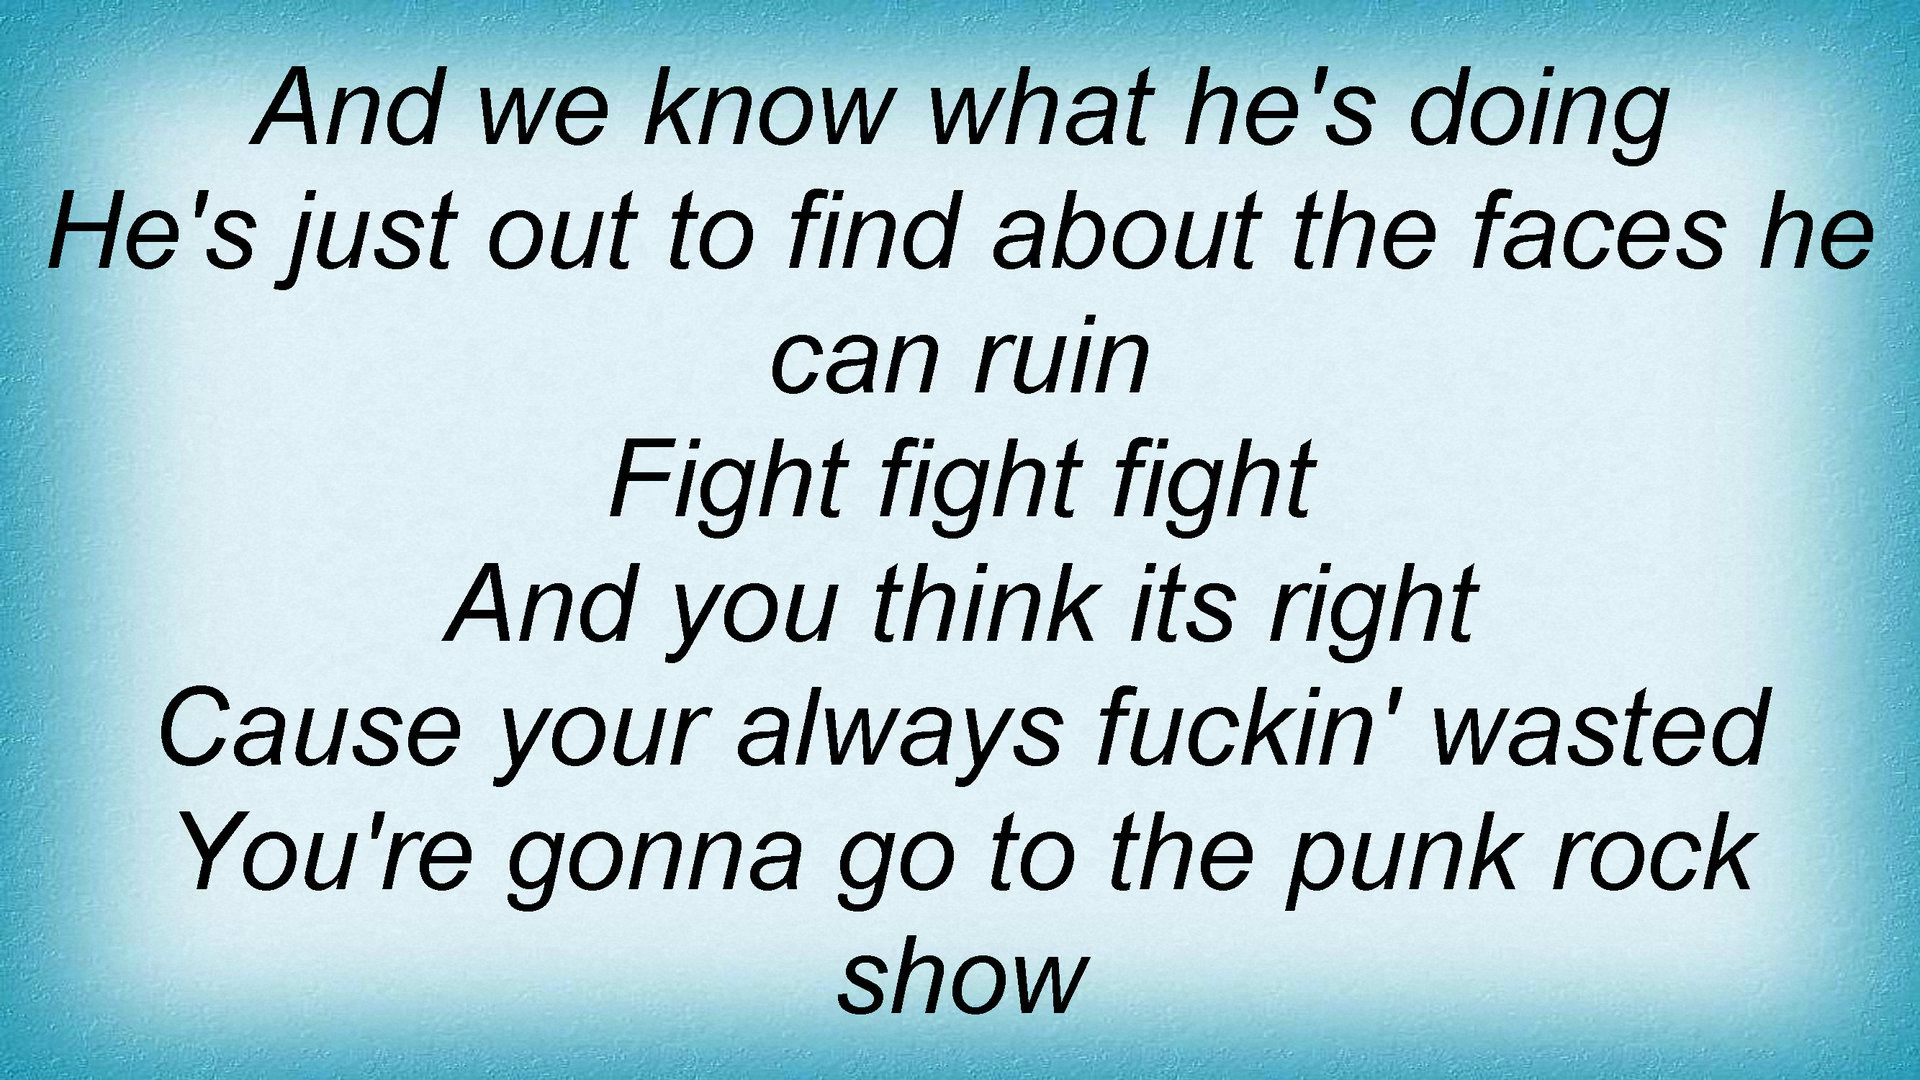 And we know what he's doing
He's just out to find about the faces he
can ruin
Fight fight fight
And you think its right
Cause your always fuckin' wasted
You're gonna go to the punk rock
show